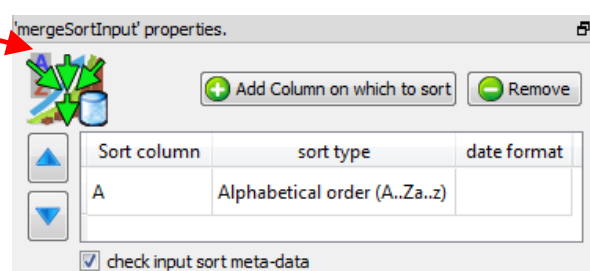 'mergeSortInput' properties.
A
Z
Add Column on which to sort Remove
Sort column sort type date format
A Alphabetical order (A..Za..z)
check input sort meta-data